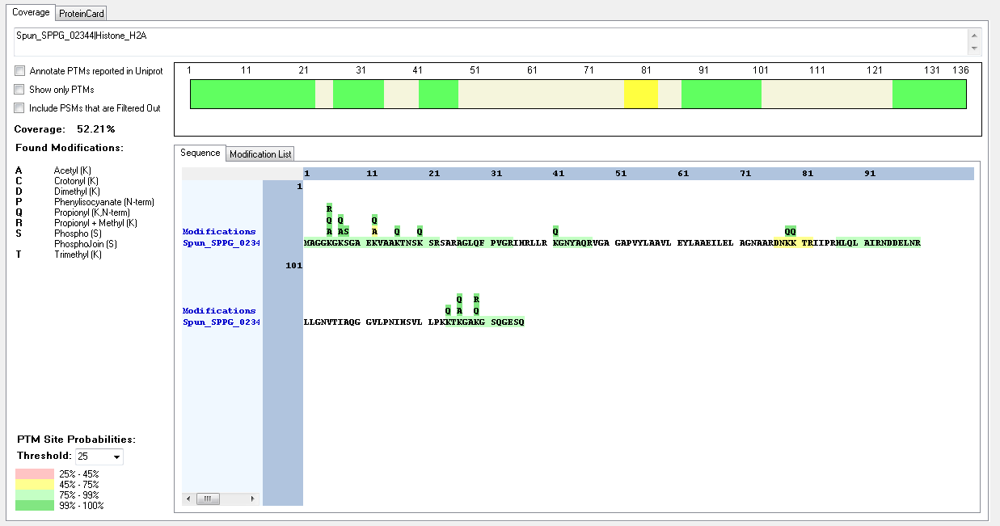 Coverage ProteinCard
Spun_SPPG_02344|Histone_H2A
Annotate PTMs reported in Uniprot
Show only PTMs
Include PSMs that are Filtered Out
Coverage: 52.21%
1 11 21 31 41 51 61 71 81 91 101 111 121 131 136
Found Modifications:
A Acetyl (K)
C Crotonyl (K)
D Dimethyl (K)
P Phenylisocyanate (N-term)
Q Propionyl (K,N-term)
R Propionyl + Methyl (K)
S Phospho (S)
PhosphoJoin (S)
T Trimethyl (K)
Sequence Modification List
1 11 21 31 41 51 61 71 81 91
1
R
Q Q Q
Modifications A AS A Q Q Q QQ
Spun_SPPG_0234 MAGGKGKSGA EKVAAKTNSK SRSARAGLQF PVGRIHRLLR KGNYAQRVGA GAPVYLAAVL EYLAAEILEL AGNAARDNKK TRIIPRHLQL AIRNDDELNR
101
Q R
Modifications Q A Q
Spun_SPPG_0234 LLGNVTIAQG GVLPNIHSVL LPKKTKGAKG SQGESQ
PTM Site Probabilities:
Threshold: 25
25% - 45%
45% - 75%
75% - 99%
99% - 100%